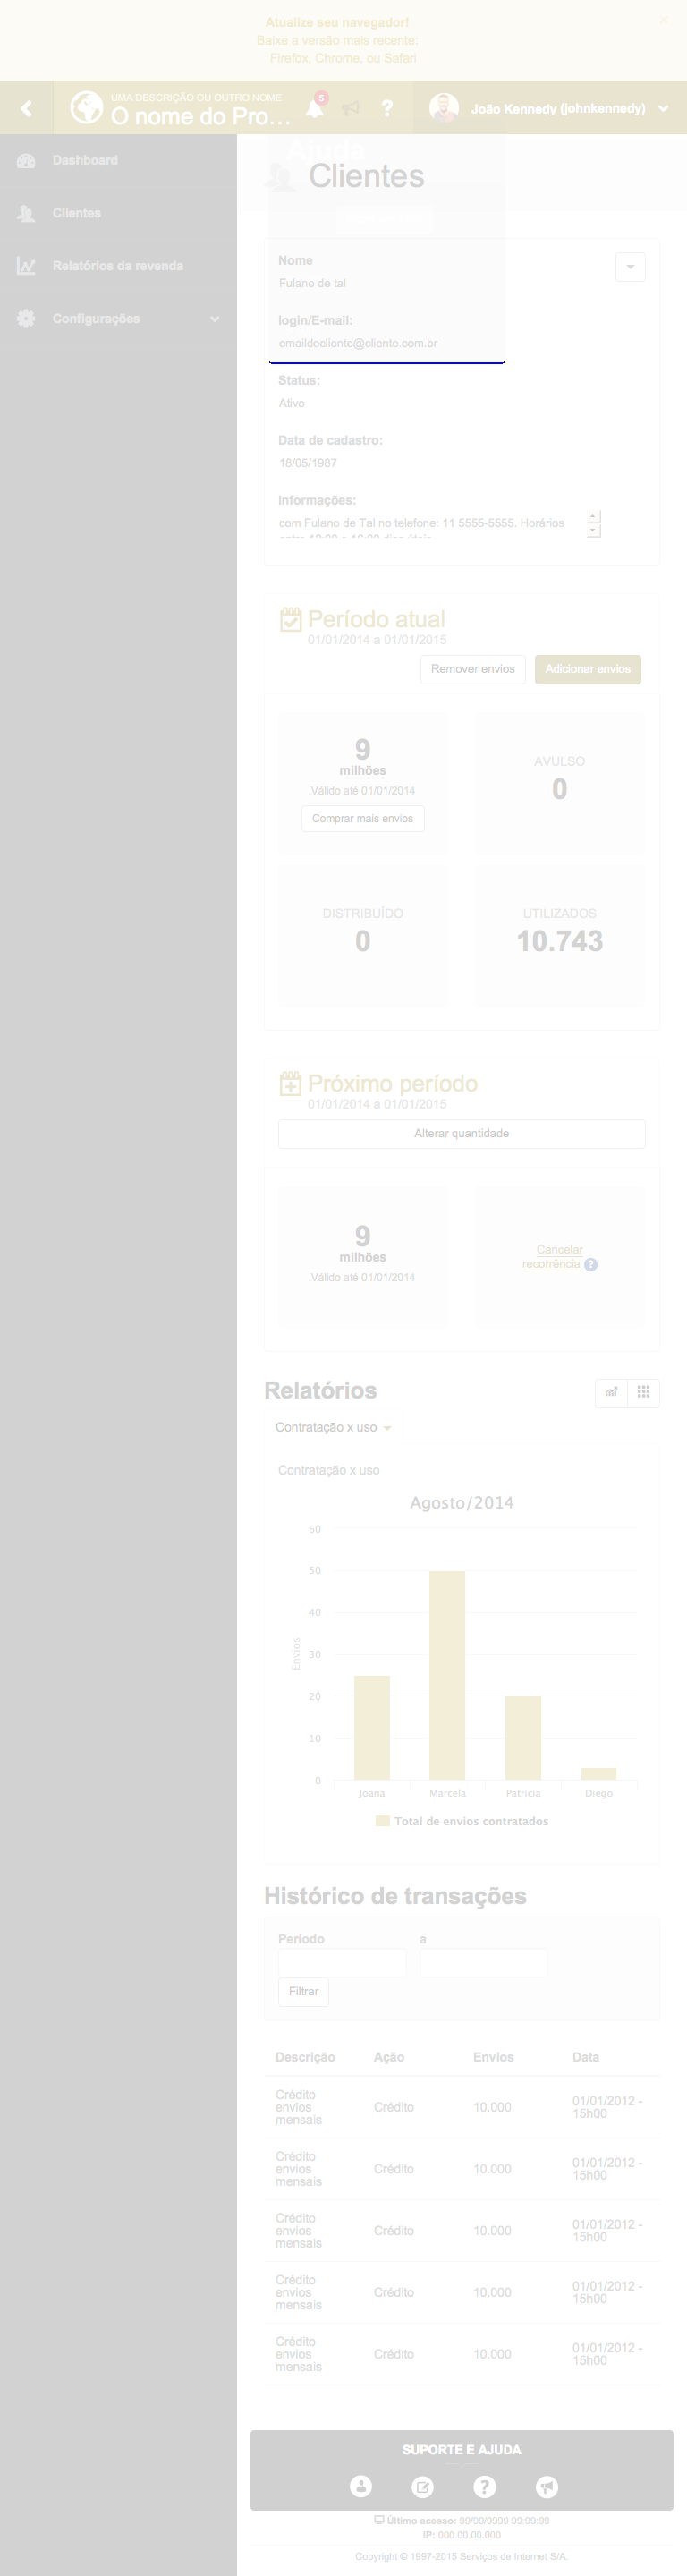 Atualize seu navegador!
Baixe a versão mais recente:
Firefox, Chrome, ou Safari
×
UMA DESCRIÇÃO OU OUTRO NOME
O nome do Pro...
5
?
João Kennedy (johnkennedy)
Dashboard
Clientes
Relatórios da revenda
Configurações
Ajuda
Clientes
Nome
Fulano de tal
login/E-mail:
emaildocliente@cliente.com.br
Status:
Ativo
Data de cadastro:
18/05/1987
Informações:
com Fulano de Tal no telefone: 11 5555-5555. Horários
Período atual
01/01/2014 a 01/01/2015
Remover envios
Adicionar envios
9
milhões
Válido até 01/01/2014
Comprar mais envios
AVULSO
0
DISTRIBUÍDO
0
UTILIZADOS
10.743
Próximo período
01/01/2014 a 01/01/2015
Alterar quantidade
9
milhões
Válido até 01/01/2014
Cancelar
recorrência ?
Relatórios
Contratação x uso
Contratação x uso
Agosto/2014
Envios
60
50
40
30
20
10
0
Joana Marcela Patricia Diego
Total de envios contratados
Histórico de transações
Período a
Filtrar
Descrição Ação Envios Data
Crédito envios mensais Crédito 10.000 01/01/2012 - 15h00
Crédito envios mensais Crédito 10.000 01/01/2012 - 15h00
Crédito envios mensais Crédito 10.000 01/01/2012 - 15h00
Crédito envios mensais Crédito 10.000 01/01/2012 - 15h00
Crédito envios mensais Crédito 10.000 01/01/2012 - 15h00
SUPORTE E AJUDA
?
Último acesso: 99/99/9999 99:99:99
IP: 000.00.00.000
Copyright © 1997-2015 Serviços de Internet S/A.